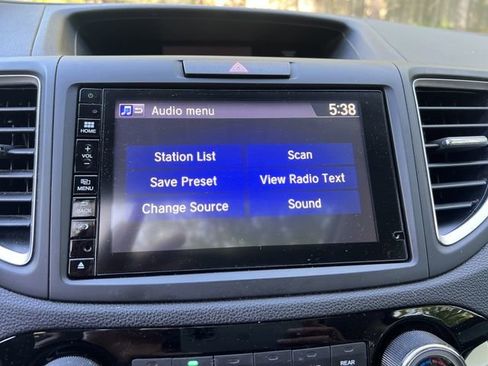 Audio menu 5:38
HOME
Station List Scan
+
VOL
-
Save Preset View Radio Text
MENU
Change Source Sound
BACK
REAR